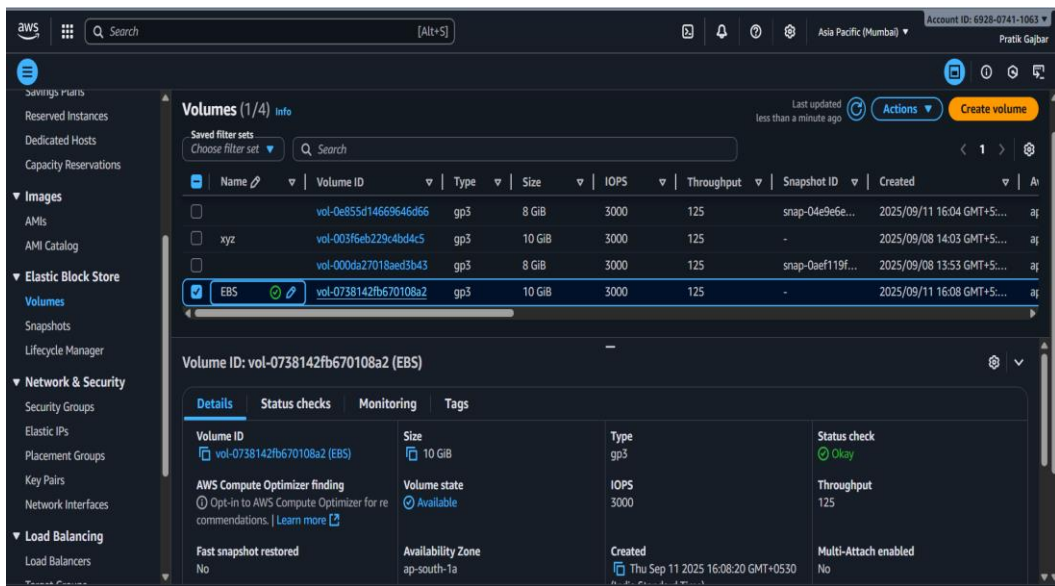 aws
Search [Alt+S]
Asia Pacific (Mumbai) ▼
Account ID: 6928-0741-1063 ▼
Pratik Gajbar
Savings Plans
Reserved Instances
Dedicated Hosts
Capacity Reservations
▼ Images
AMIs
AMI Catalog
▼ Elastic Block Store
Volumes
Snapshots
Lifecycle Manager
▼ Network & Security
Security Groups
Elastic IPs
Placement Groups
Key Pairs
Network Interfaces
▼ Load Balancing
Load Balancers
Target Groups
Volumes (1/4) Info
Last updated
less than a minute ago
Actions ▼
Create volume
Saved filter sets
Choose filter set ▼
Search
1
Name Volume ID Type Size IOPS Throughput Snapshot ID Created
vol-0e855d14669646d66 gp3 8 GiB 3000 125 snap-04e9e6e... 2025/09/11 16:04 GMT+5:... ap
xyz vol-003f6eb229c4bd4c5 gp3 10 GiB 3000 125 - 2025/09/08 14:03 GMT+5:... ap
vol-000da27018aed3b43 gp3 8 GiB 3000 125 snap-0aef119f... 2025/09/08 13:53 GMT+5:... ap
EBS vol-0738142fb670108a2 gp3 10 GiB 3000 125 - 2025/09/11 16:08 GMT+5:... ap
Volume ID: vol-0738142fb670108a2 (EBS)
Details Status checks Monitoring Tags
Volume ID Size Type Status check
vol-0738142fb670108a2 (EBS) 10 GiB gp3 Okay
AWS Compute Optimizer finding Volume state IOPS Throughput
Opt-in to AWS Compute Optimizer for re Available 3000 125
commendations. | Learn more
Fast snapshot restored Availability Zone Created Multi-Attach enabled
No ap-south-1a Thu Sep 11 2025 16:08:20 GMT+0530 No
(India Standard Time)